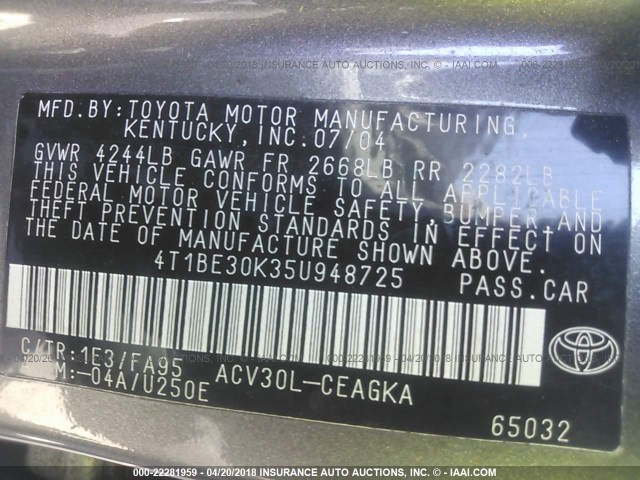 MFD.BY:TOYOTA MOTOR MANUFACTURING,
KENTUCKY,INC.07/04
GVWR 4244LB GAWR FR 2668LB RR 2282LB
THIS VEHICLE CONFORMS TO ALL APPLICABLE
FEDERAL MOTOR VEHICLE SAFETY,BUMPER AND
THEFT PREVENTION STANDARDS IN EFFECT ON
THE DATE OF MANUFACTURE SHOWN ABOVE.
4T1BE30K35U948725 PASS.CAR
C/TR:1E3/FA95 ACV30L-CEAGKA
M:-04A/U250E
TOYOTA
65032
000-22281959 - 04/20/2018 INSURANCE AUTO AUCTIONS, INC. - © - IAAI.COM